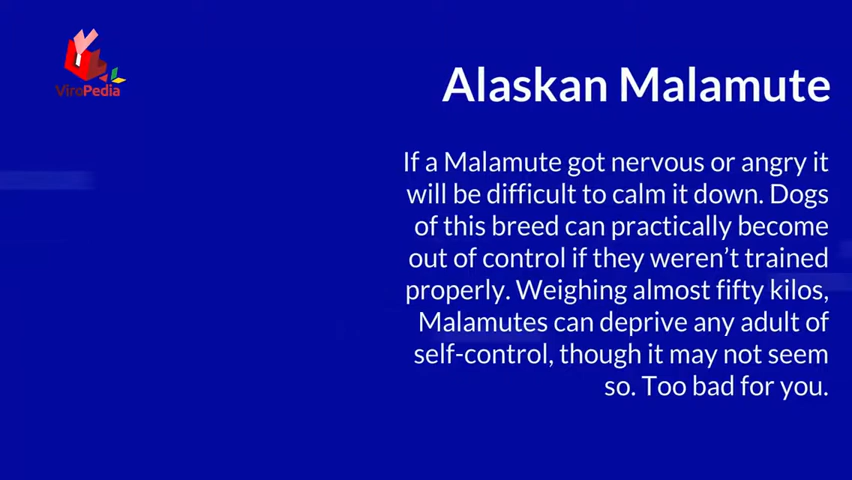 ViroPedia
Alaskan Malamute
If a Malamute got nervous or angry it
will be difficult to calm it down. Dogs
of this breed can practically become
out of control if they weren’t trained
properly. Weighing almost fifty kilos,
Malamutes can deprive any adult of
self-control, though it may not seem
so. Too bad for you.